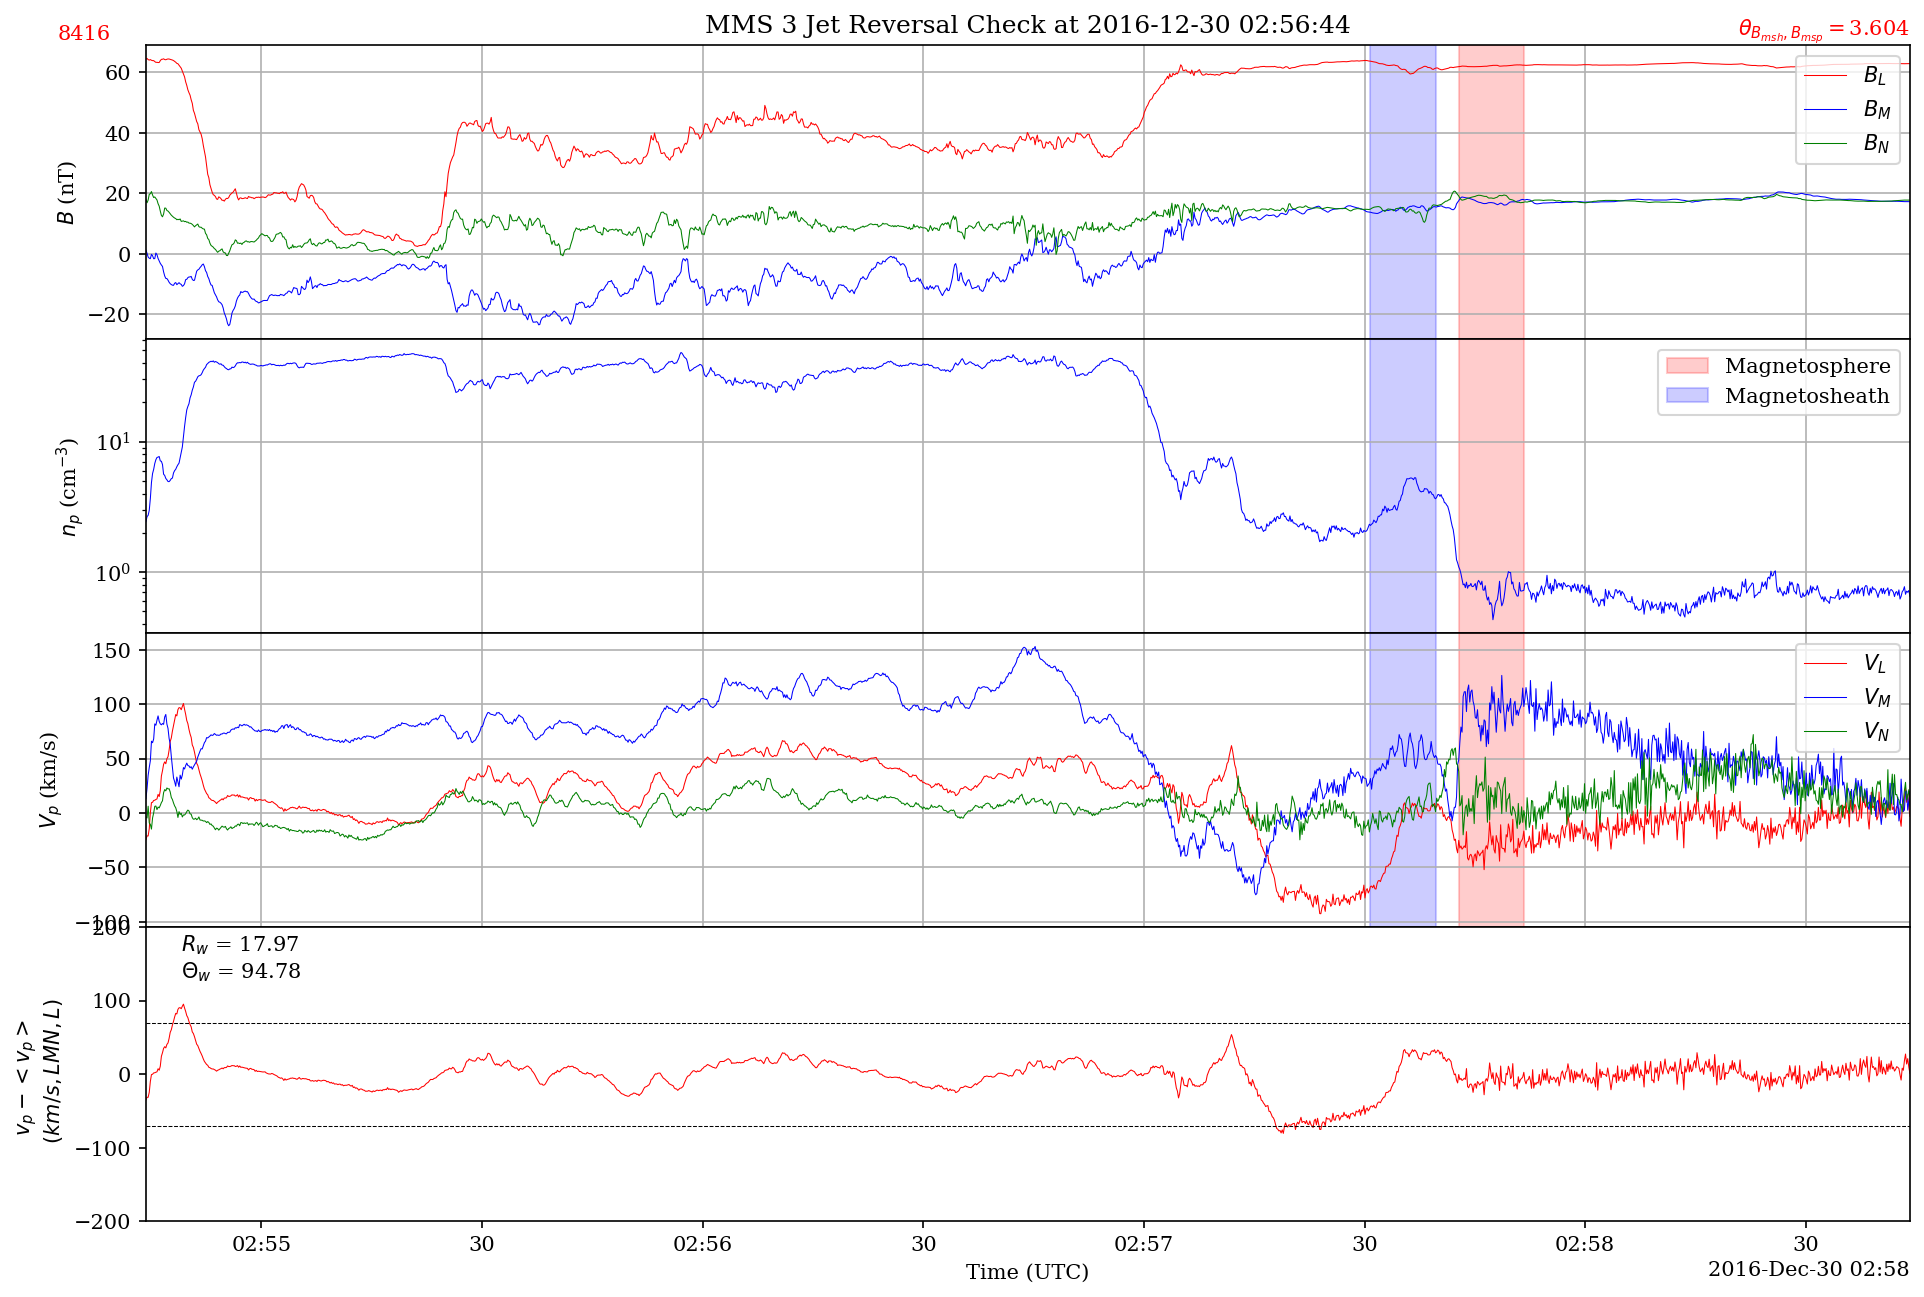 8416
MMS 3 Jet Reversal Check at 2016-12-30 02:56:44
θ_{B_{msh}, B_{msp}} = 3.604
60
40
20
0
−20
B (nT)
B_L
B_M
B_N
10^1
10^0
n_p (cm^{−3})
Magnetosphere
Magnetosheath
150
100
50
0
−50
−100
V_p (km/s)
V_L
V_M
V_N
200
100
0
−100
−200
v_p − < v_p >
(km/s, LMN, L)
R_w = 17.97
Θ_w = 94.78
02:55 30 02:56 30 02:57 30 02:58 30
Time (UTC)
2016-Dec-30 02:58